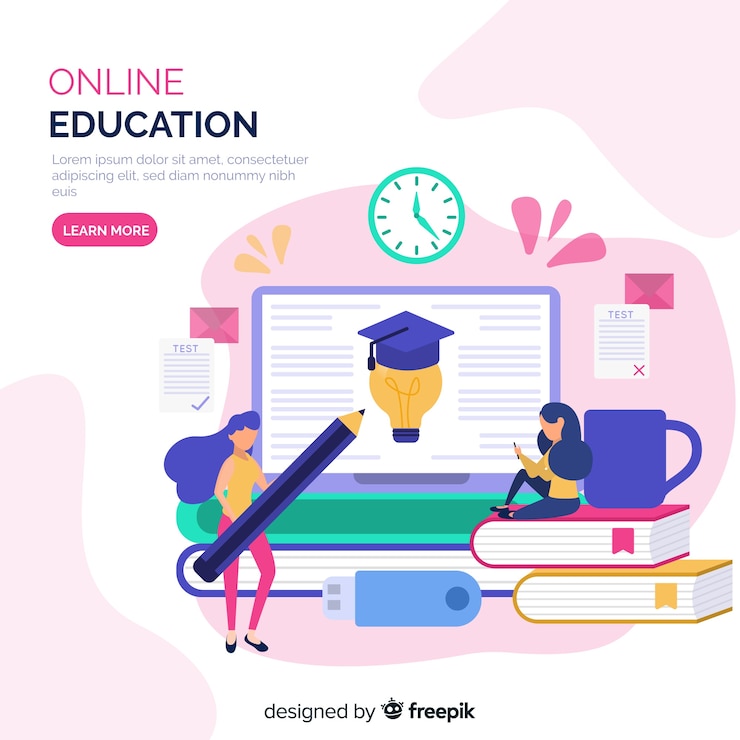 ONLINE
EDUCATION
Lorem ipsum dolor sit amet, consectetuer
adipiscing elit, sed diam nonummy nibh
euis
LEARN MORE
TEST
TEST
designed by freepik